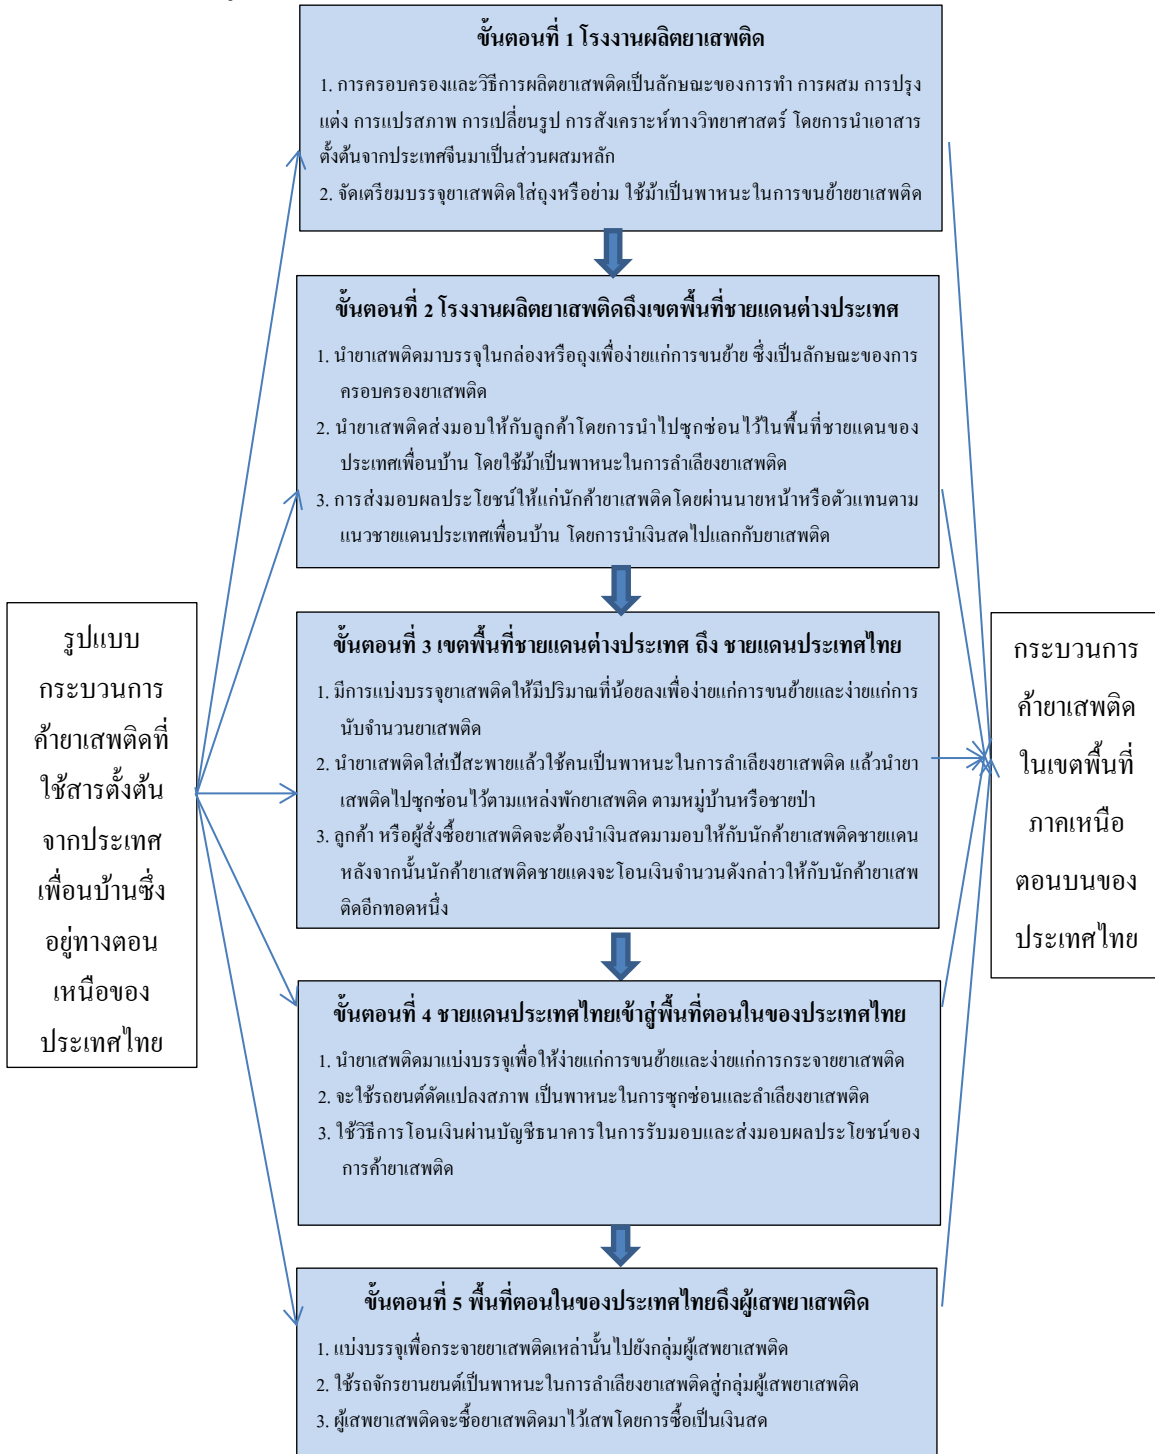 ขั้นตอนที่ 1 โรงงานผลิตยาเสพติด
1. การครอบครองและวิธีการผลิตยาเสพติดเป็นลักษณะของการทำ การผสม การปรุง
แต่ง การแปรสภาพ การเปลี่ยนรูป การสังเคราะห์ทางวิทยาศาสตร์ โดยการนำเอาสาร
ตั้งต้นจากประเทศจีนมาเป็นส่วนผสมหลัก
2. จัดเตรียมบรรจุยาเสพติดใส่ถุงหรือย่าม ใช้ม้าเป็นพาหนะในการขนย้ายยาเสพติด
ขั้นตอนที่ 2 โรงงานผลิตยาเสพติดถึงเขตพื้นที่ชายแดนต่างประเทศ
1. นำยาเสพติดมาบรรจุในกล่องหรือถุงเพื่อง่ายแก่การขนย้าย ซึ่งเป็นลักษณะของการ
ครอบครองยาเสพติด
2. นำยาเสพติดส่งมอบให้กับลูกค้าโดยการนำไปซุกซ่อนไว้ในพื้นที่ชายแดนของ
ประเทศเพื่อนบ้าน โดยใช้ม้าเป็นพาหนะในการลำเลียงยาเสพติด
3. การส่งมอบผลประโยชน์ให้แก่นักค้ายาเสพติดโดยผ่านนายหน้าหรือตัวแทนตาม
แนวชายแดนประเทศเพื่อนบ้าน โดยการนำเงินสดไปแลกกับยาเสพติด
รูปแบบ
กระบวนการ
ค้ายาเสพติดที่
ใช้สารตั้งต้น
จากประเทศ
เพื่อนบ้านซึ่ง
อยู่ทางตอน
เหนือของ
ประเทศไทย
ขั้นตอนที่ 3 เขตพื้นที่ชายแดนต่างประเทศ ถึง ชายแดนประเทศไทย
1. มีการแบ่งบรรจุยาเสพติดให้มีปริมาณที่น้อยลงเพื่อง่ายแก่การขนย้ายและง่ายแก่การ
นับจำนวนยาเสพติด
2. นำยาเสพติดใส่เป้สะพายแล้วใช้คนเป็นพาหนะในการลำเลียงยาเสพติด แล้วนำยา
เสพติดไปซุกซ่อนไว้ตามแหล่งพักยาเสพติด ตามหมู่บ้านหรือชายป่า
3. ลูกค้า หรือผู้สั่งซื้อยาเสพติดจะต้องนำเงินสดมามอบให้กับนักค้ายาเสพติดชายแดน
หลังจากนั้นนักค้ายาเสพติดชายแดงจะโอนเงินจำนวนดังกล่าวให้กับนักค้ายาเสพ
ติดอีกทอดหนึ่ง
กระบวนการ
ค้ายาเสพติด
ในเขตพื้นที่
ภาคเหนือ
ตอนบนของ
ประเทศไทย
ขั้นตอนที่ 4 ชายแดนประเทศไทยเข้าสู่พื้นที่ตอนในของประเทศไทย
1. นำยาเสพติดมาแบ่งบรรจุเพื่อให้ง่ายแก่การขนย้ายและง่ายแก่การกระจายยาเสพติด
2. จะใช้รถยนต์ดัดแปลงสภาพ เป็นพาหนะในการซุกซ่อนและลำเลียงยาเสพติด
3. ใช้วิธีการโอนเงินผ่านบัญชีธนาคารในการรับมอบและส่งมอบผลประโยชน์ของ
การค้ายาเสพติด
ขั้นตอนที่ 5 พื้นที่ตอนในของประเทศไทยถึงผู้เสพยาเสพติด
1. แบ่งบรรจุเพื่อกระจายยาเสพติดเหล่านั้นไปยังกลุ่มผู้เสพยาเสพติด
2. ใช้รถจักรยานยนต์เป็นพาหนะในการลำเลียงยาเสพติดสู่กลุ่มผู้เสพยาเสพติด
3. ผู้เสพยาเสพติดจะซื้อยาเสพติดมาไว้เสพโดยการซื้อเป็นเงินสด